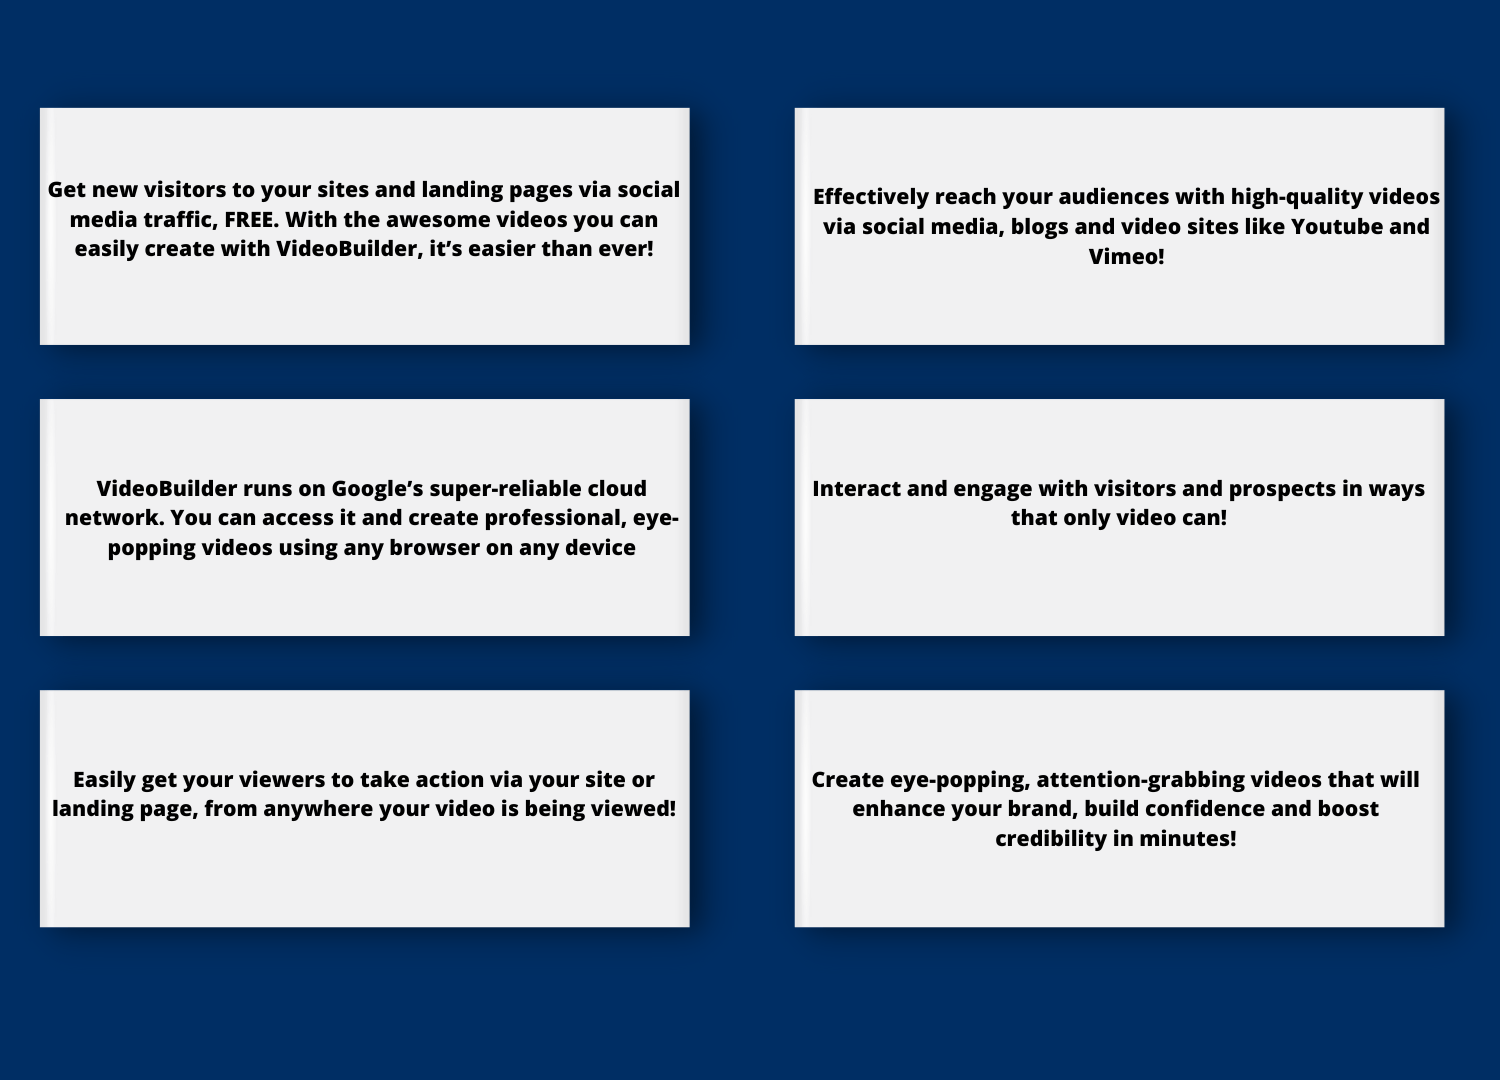 Get new visitors to your sites and landing pages via social
media traffic, FREE. With the awesome videos you can
easily create with VideoBuilder, it’s easier than ever!
Effectively reach your audiences with high-quality videos
via social media, blogs and video sites like Youtube and
Vimeo!
VideoBuilder runs on Google’s super-reliable cloud
network. You can access it and create professional, eye-
popping videos using any browser on any device
Interact and engage with visitors and prospects in ways
that only video can!
Easily get your viewers to take action via your site or
landing page, from anywhere your video is being viewed!
Create eye-popping, attention-grabbing videos that will
enhance your brand, build confidence and boost
credibility in minutes!